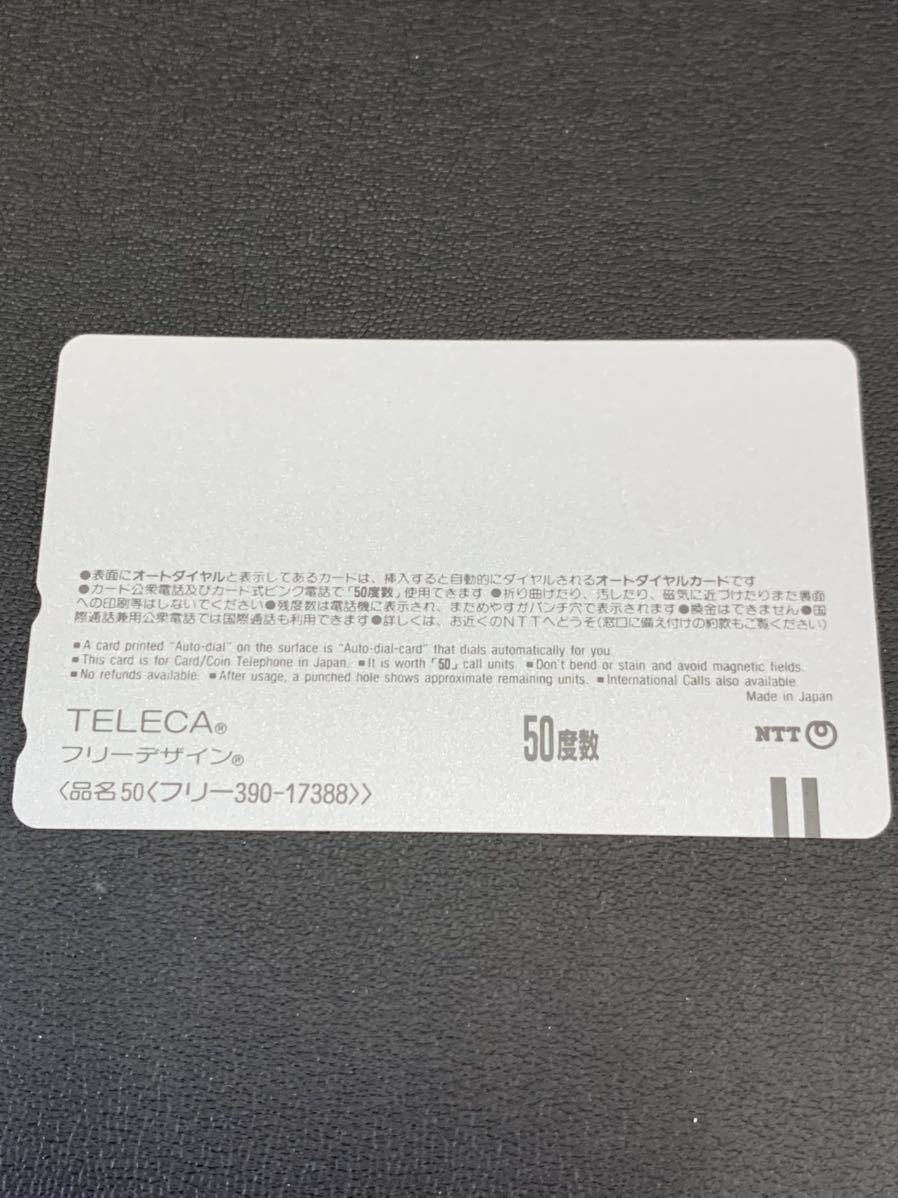 ●表面にオートダイヤルと表示してあるカードは、挿入すると自動的にダイヤルされるオートダイヤルカードです
●カード公衆電話及びカード式ピンク電話で「50度数」使用できます ●折り曲げたり、汚したり、磁気に近づけたりまた裏面
への印刷等はしないでください ●残度数は電話機に表示され、まためやすがパンチ穴で表示されます ●換金はできません ●国
際通話兼用公衆電話では国際通話も利用できます ●詳しくは、お近くのNTTへどうぞ(窓口に備え付けの約款もご覧ください)
■A card printed "Auto-dial" on the surface is "Auto-dial-card" that dials automatically for you.
■This card is for Card/Coin Telephone in Japan. ■It is worth「50」call units. ■Don't bend or stain and avoid magnetic fields.
■No refunds available. ■After usage, a punched hole shows approximate remaining units. ■International Calls also available.
Made in Japan
TELECA®
フリーデザイン®
50度数
NTT
〈品名50〈フリー390-17388〉〉